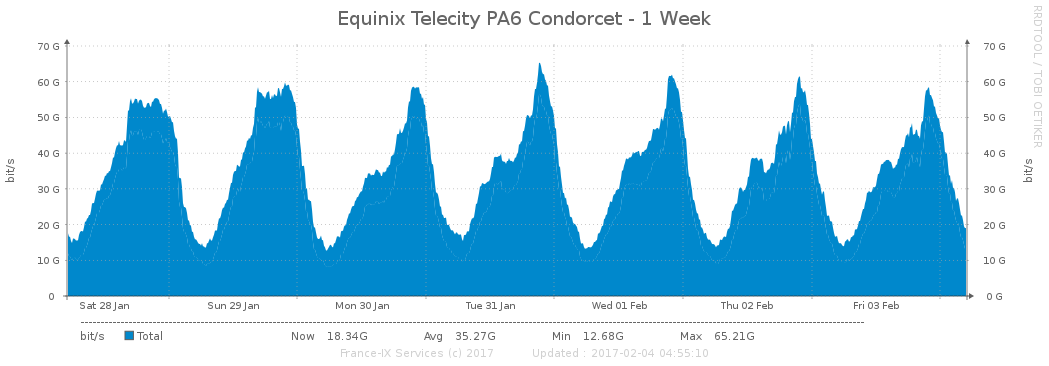 Equinix Telecity PA6 Condorcet - 1 Week
RRDTOOL / TOBI OETIKER
70 G 70 G
60 G 60 G
50 G 50 G
40 G 40 G
30 G 30 G
20 G 20 G
10 G 10 G
0 0 G
bit/s
bit/s
Sat 28 Jan Sun 29 Jan Mon 30 Jan Tue 31 Jan Wed 01 Feb Thu 02 Feb Fri 03 Feb
bit/s Total Now 18.34G Avg 35.27G Min 12.68G Max 65.21G
France-IX Services (c) 2017 Updated : 2017-02-04 04:55:10